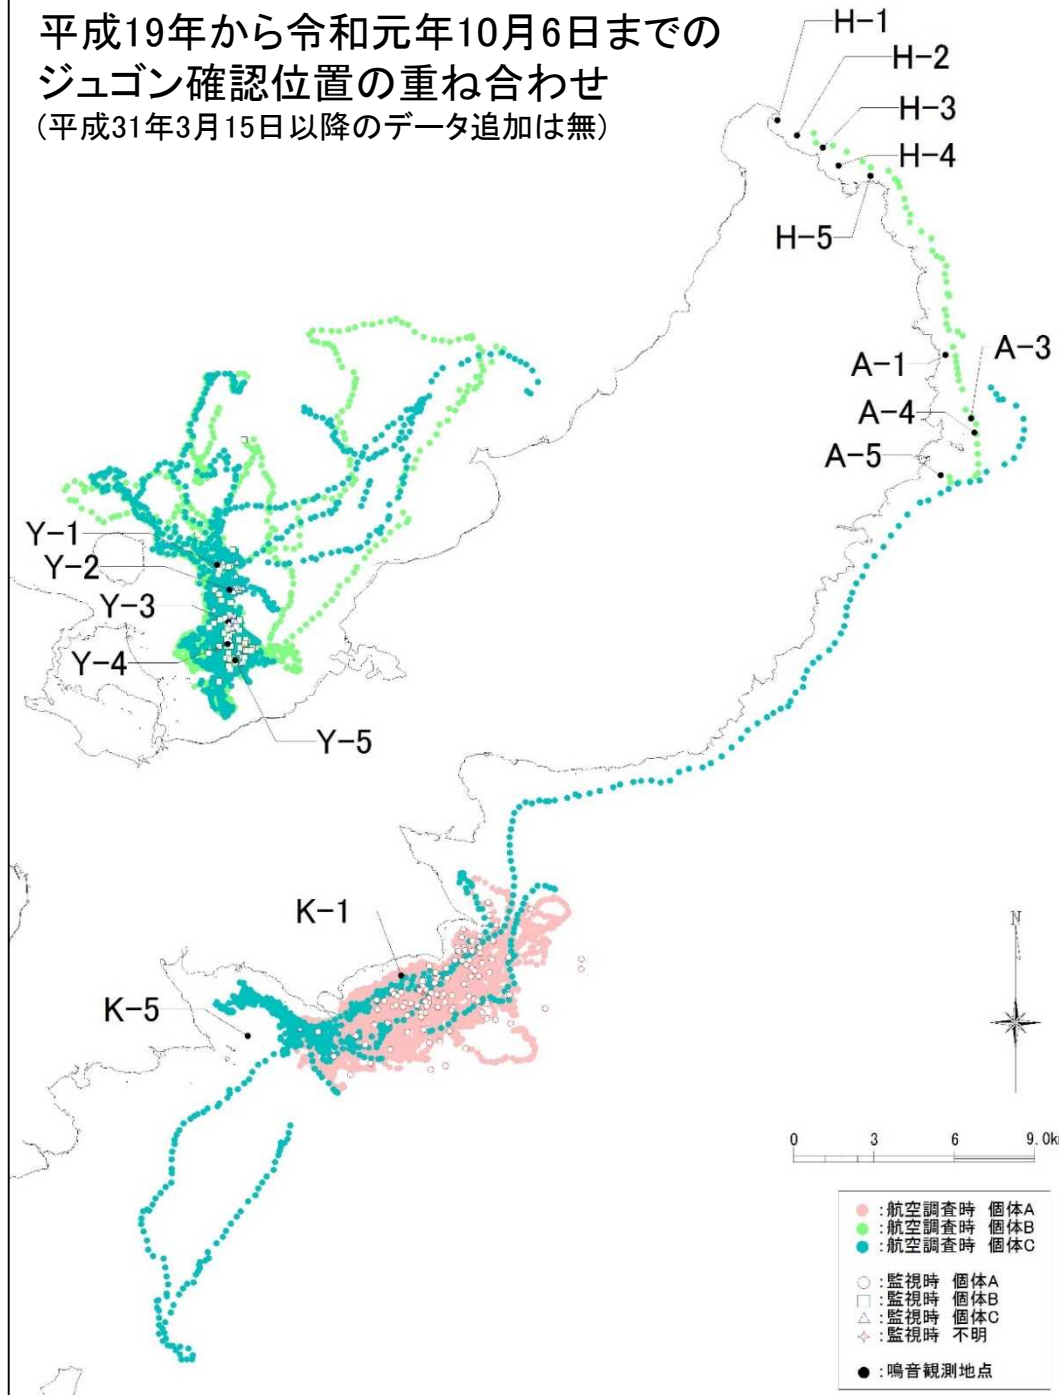 平成19年から令和元年10月6日までの
ジュゴン確認位置の重ね合わせ
(平成31年3月15日以降のデータ追加は無)
H-1
H-2
H-3
H-4
H-5
A-1
A-3
A-4
A-5
Y-1
Y-2
Y-3
Y-4
Y-5
K-1
K-5
N
0 3 6 9.0k
:航空調査時 個体A
:航空調査時 個体B
:航空調査時 個体C
:監視時 個体A
:監視時 個体B
:監視時 個体C
:監視時 不明
:鳴音観測地点